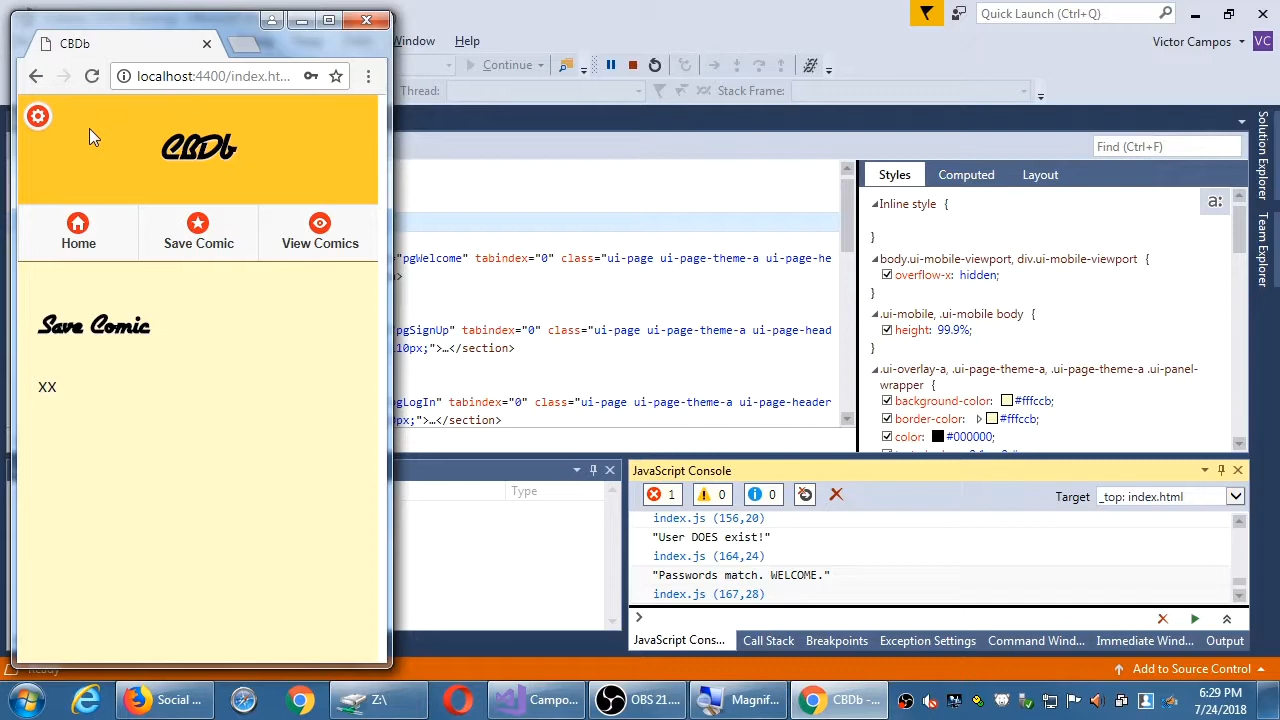 CBDb
localhost:4400/index.ht...
CBDb
Home
Save Comic
View Comics
Save Comic
XX
Quick Launch (Ctrl+Q)
Window
Help
Victor Campos
VC
Continue
Thread:
Stack Frame:
Find (Ctrl+F)
Solution Explorer
Team Explorer
="pgWelcome" tabindex="0" class="ui-page ui-page-theme-a ui-page-he
>
pgSignUp" tabindex="0" class="ui-page ui-page-theme-a ui-page-head
10px;">…</section>
gLogIn" tabindex="0" class="ui-page ui-page-theme-a ui-page-header
0px;">…</section>
Styles
Computed
Layout
Inline style {
a:
}
body.ui-mobile-viewport, div.ui-mobile-viewport {
overflow-x: hidden;
}
.ui-mobile, .ui-mobile body {
height: 99.9%;
}
.ui-overlay-a, .ui-page-theme-a, .ui-page-theme-a .ui-panel-
wrapper {
background-color: #fffccb;
border-color: #fffccb;
color: #000000;
Type
JavaScript Console
1
0
0
Target
_top: index.html
index.js (156,20)
"User DOES exist!"
index.js (164,24)
"Passwords match. WELCOME."
index.js (167,28)
JavaScript Cons...
Call Stack
Breakpoints
Exception Settings
Command Wind...
Immediate Wind...
Output
Ready
Add to Source Control
Social ...
Z:\
Campo...
OBS 21....
Magnif...
CBDb -...
6:29 PM
7/24/2018